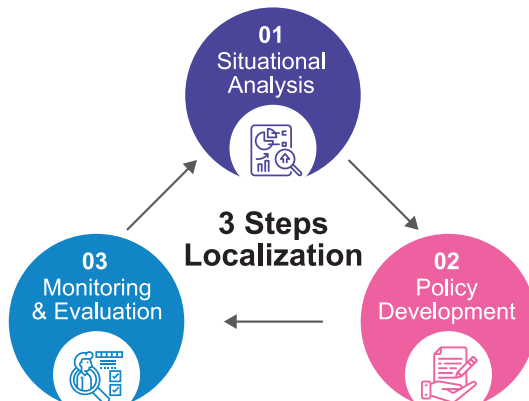 01
Situational
Analysis
3 Steps
Localization
03
Monitoring
& Evaluation
02
Policy
Development